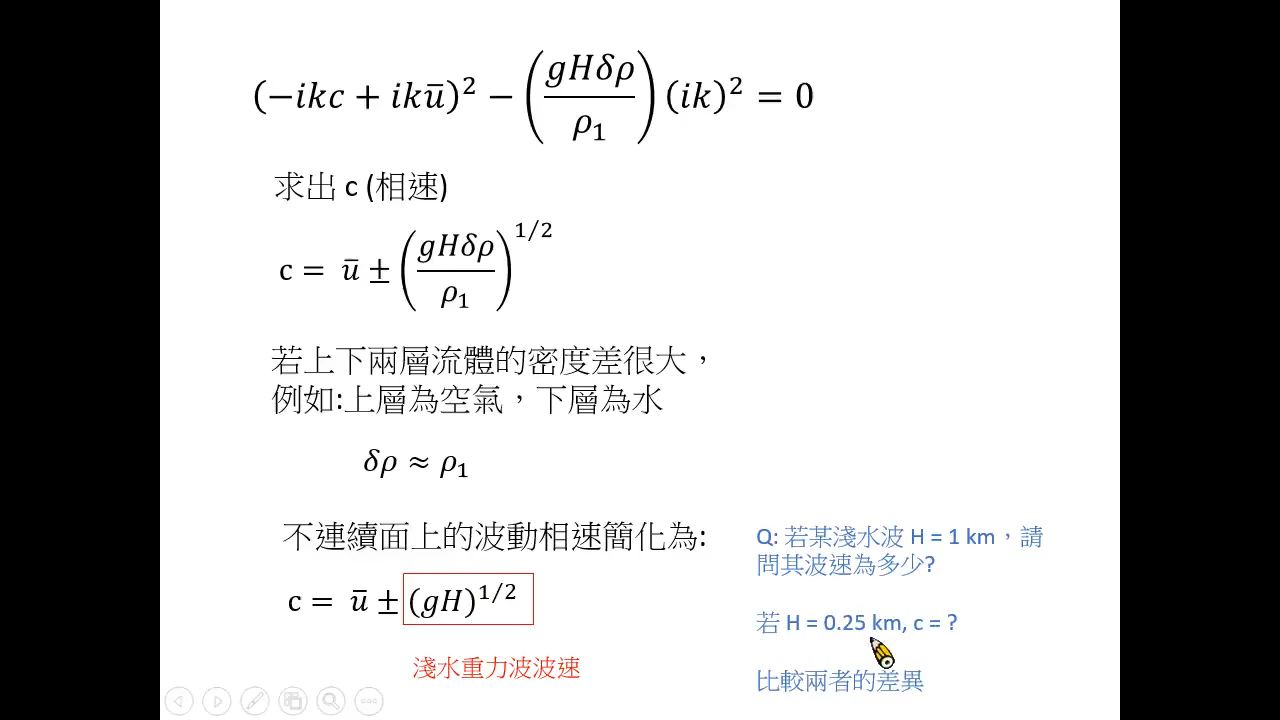 (−ikc + ikū)² − (gHδρ/ρ₁)(ik)² = 0
求出 c (相速)
c = ū ± (gHδρ/ρ₁)^1/2
若上下兩層流體的密度差很大，
例如:上層為空氣，下層為水
δρ ≈ ρ₁
不連續面上的波動相速簡化為:
c = ū ± (gH)^1/2
淺水重力波波速
Q: 若某淺水波 H = 1 km，請
問其波速為多少?
若 H = 0.25 km, c = ?
比較兩者的差異